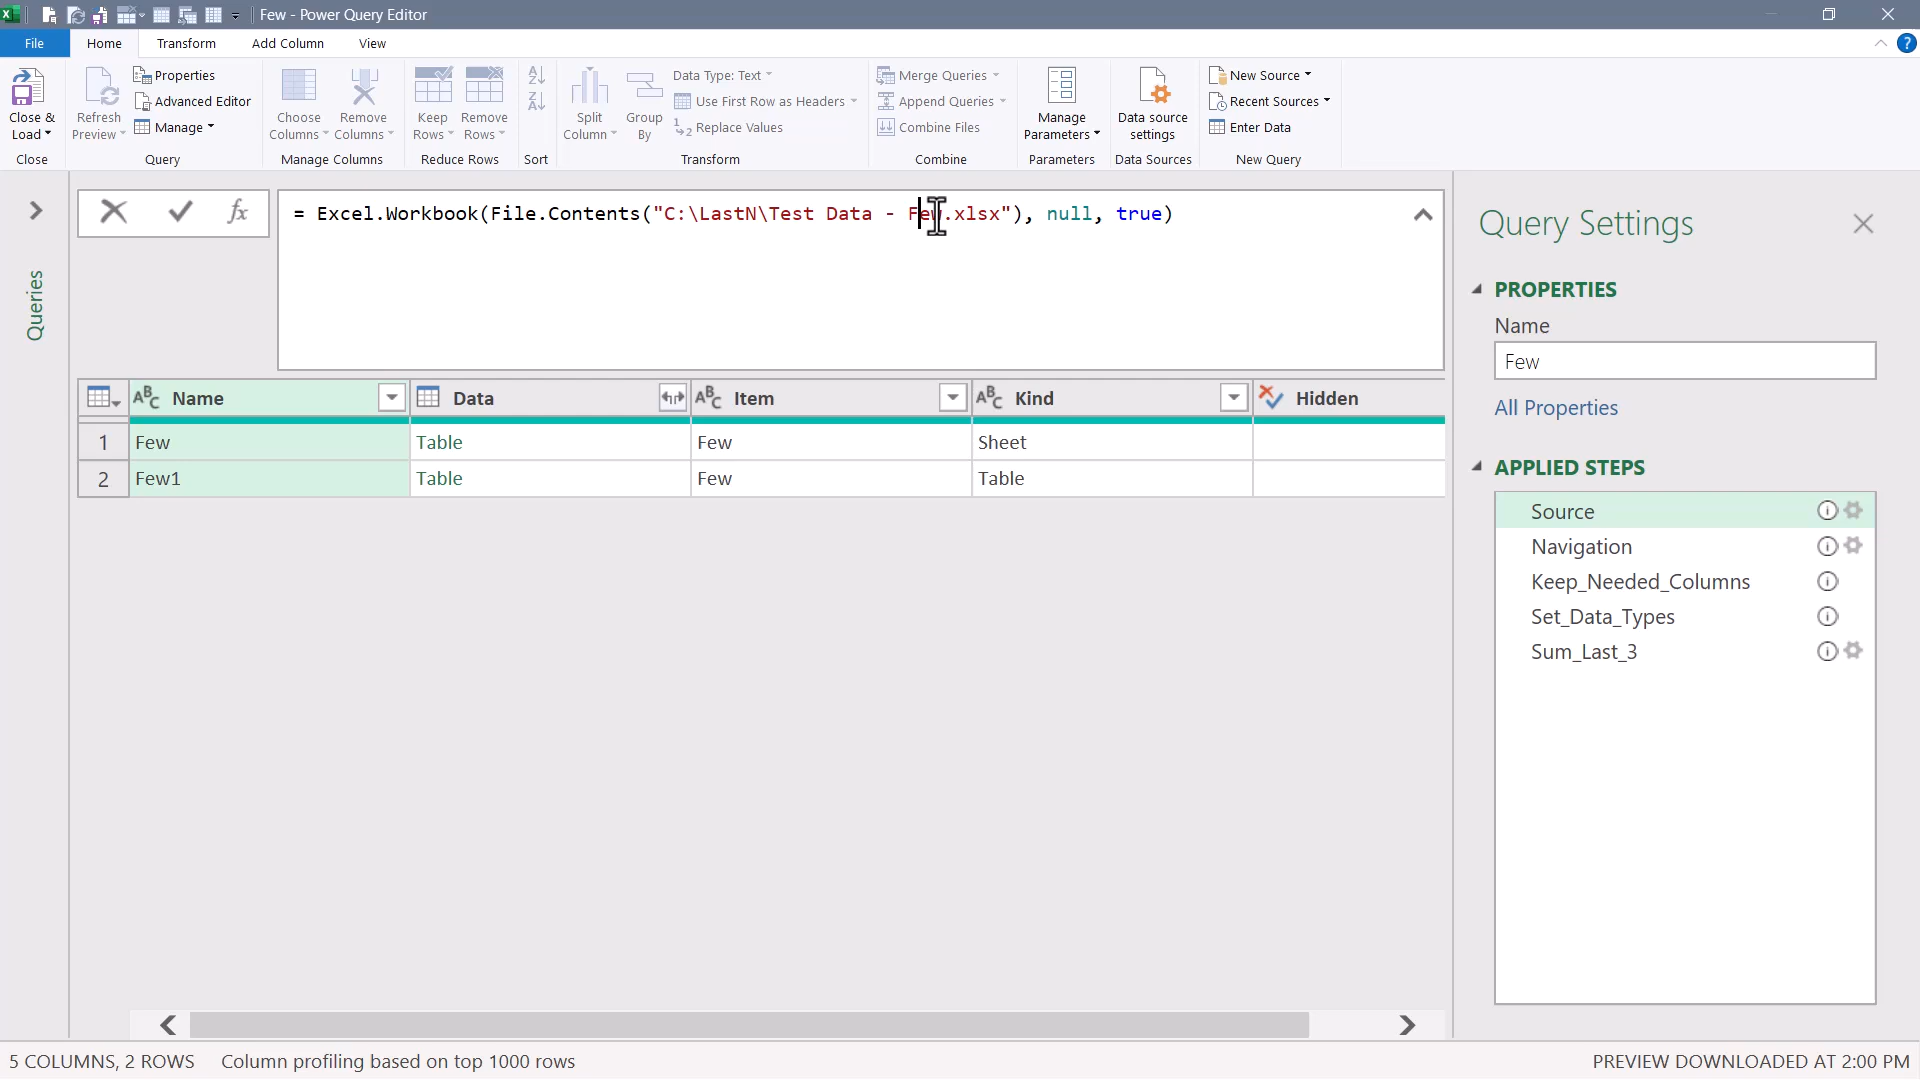 Few - Power Query Editor
File
Home
Transform
Add Column
View
Close &
Load
Close
Refresh
Preview
Properties
Advanced Editor
Manage
Query
Choose
Columns
Remove
Columns
Manage Columns
Keep
Rows
Remove
Rows
Reduce Rows
Sort
Split
Column
Group
By
Data Type: Text
Use First Row as Headers
Replace Values
Transform
Merge Queries
Append Queries
Combine Files
Combine
Manage
Parameters
Parameters
Data source
settings
Data Sources
New Source
Recent Sources
Enter Data
New Query
Queries
fx
= Excel.Workbook(File.Contents("C:\LastN\Test Data - Few.xlsx"), null, true)
Name Data Item Kind Hidden
1 Few Table Few Sheet
2 Few1 Table Few Table
Query Settings
PROPERTIES
Name
Few
All Properties
APPLIED STEPS
Source
Navigation
Keep_Needed_Columns
Set_Data_Types
Sum_Last_3
5 COLUMNS, 2 ROWS Column profiling based on top 1000 rows
PREVIEW DOWNLOADED AT 2:00 PM